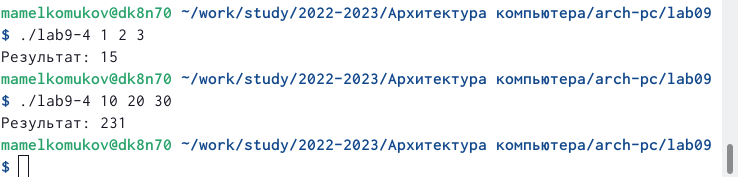 mamelkomukov@dk8n70 ~/work/study/2022-2023/Архитектура компьютера/arch-pc/lab09
$ ./lab9-4 1 2 3
Результат: 15
mamelkomukov@dk8n70 ~/work/study/2022-2023/Архитектура компьютера/arch-pc/lab09
$ ./lab9-4 10 20 30
Результат: 231
mamelkomukov@dk8n70 ~/work/study/2022-2023/Архитектура компьютера/arch-pc/lab09
$